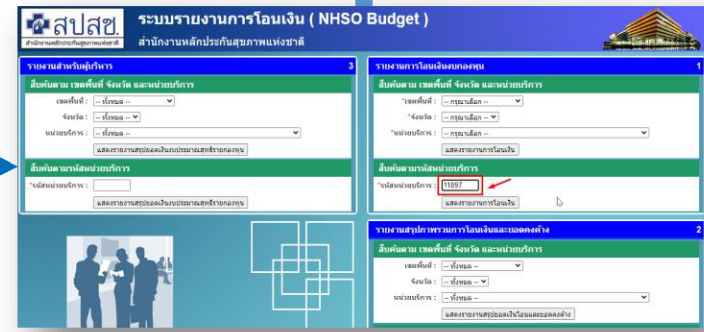 สปสช.
สำนักงานหลักประกันสุขภาพแห่งชาติ
ระบบรายงานการโอนเงิน ( NHSO Budget )
สำนักงานหลักประกันสุขภาพแห่งชาติ
รายงานสำหรับผู้บริหาร 3
สืบค้นตาม เขตพื้นที่ จังหวัด และหน่วยบริการ
เขตพื้นที่ : -- ทั้งหมด --
จังหวัด : -- ทั้งหมด --
หน่วยบริการ : -- ทั้งหมด --
แสดงรายงานสรุปยอดเงินงบประมาณสุทธิรายกองทุน
สืบค้นตามรหัสหน่วยบริการ
*รหัสหน่วยบริการ :
แสดงรายงานสรุปยอดเงินงบประมาณสุทธิรายกองทุน
รายงานการโอนเงินงบกองทุน 1
สืบค้นตาม เขตพื้นที่ จังหวัด และหน่วยบริการ
*เขตพื้นที่ : -- กรุณาเลือก --
*จังหวัด : -- กรุณาเลือก --
*หน่วยบริการ : -- กรุณาเลือก --
แสดงรายงานการโอนเงิน
สืบค้นตามรหัสหน่วยบริการ
*รหัสหน่วยบริการ : 11897
แสดงรายงานการโอนเงิน
รายงานสรุปภาพรวมการโอนเงินและยอดคงค้าง 2
สืบค้นตาม เขตพื้นที่ จังหวัด และหน่วยบริการ
เขตพื้นที่ : -- ทั้งหมด --
จังหวัด : -- ทั้งหมด --
หน่วยบริการ : -- ทั้งหมด --
แสดงรายงานสรุปยอดเงินโอนและยอดคงค้าง